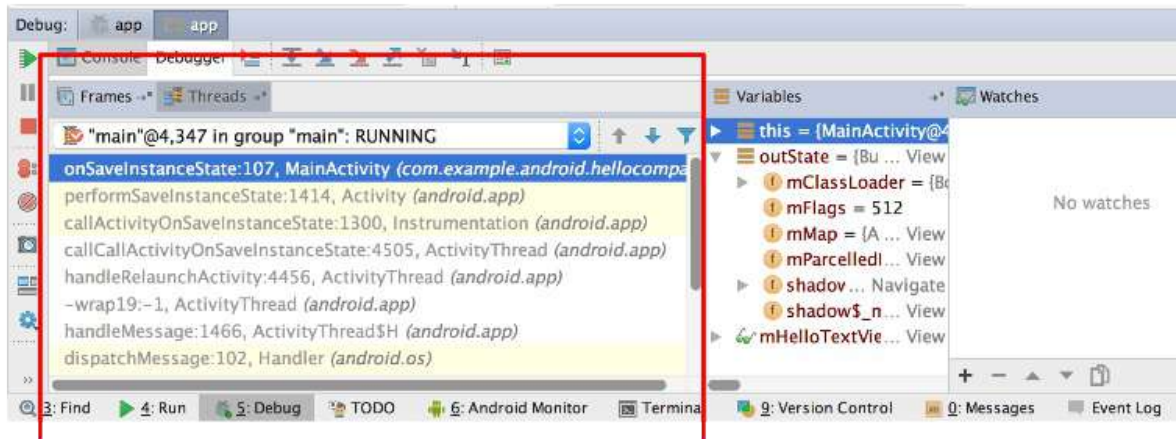 Debug: app app
Console Debugger
Frames Threads
"main"@4,347 in group "main": RUNNING
onSaveInstanceState:107, MainActivity (com.example.android.hellocompa
performSaveInstanceState:1414, Activity (android.app)
callActivityOnSaveInstanceState:1300, Instrumentation (android.app)
callCallActivityOnSaveInstanceState:4505, ActivityThread (android.app)
handleRelaunchActivity:4456, ActivityThread (android.app)
-wrap19:-1, ActivityThread (android.app)
handleMessage:1466, ActivityThread$H (android.app)
dispatchMessage:102, Handler (android.os)
Variables
this = {MainActivity@4
outState = {Bu ... View
mClassLoader = {Bo
mFlags = 512
mMap = {A ... View
mParcelledI... View
shadov... Navigate
shadow$_n... View
mHelloTextVie... View
Watches
No watches
3: Find 4: Run 5: Debug TODO 6: Android Monitor Termina 9: Version Control 0: Messages Event Log